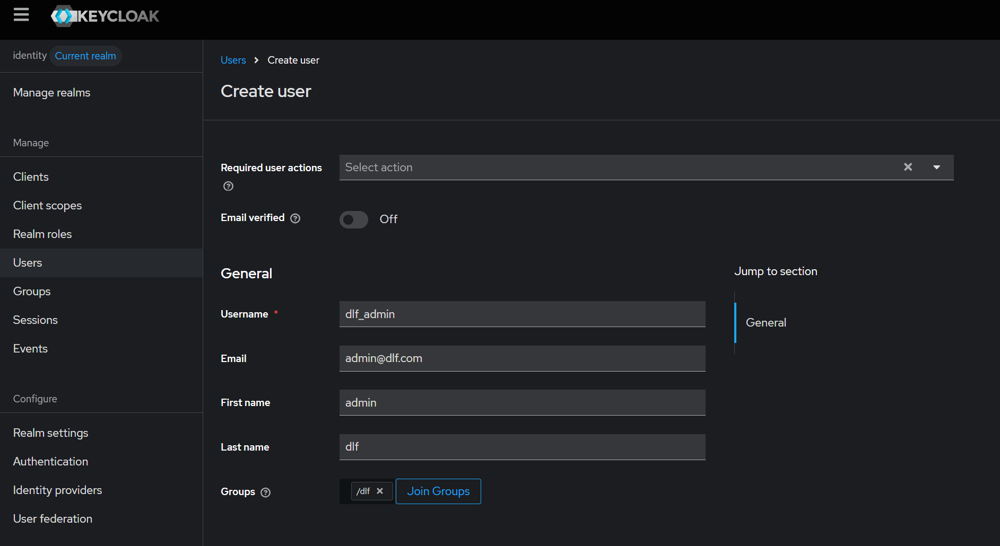 KEYCLOAK
identity Current realm
Manage realms
Manage
Clients
Client scopes
Realm roles
Users
Groups
Sessions
Events
Configure
Realm settings
Authentication
Identity providers
User federation
Users > Create user
Create user
Required user actions
Select action
Email verified
Off
General
Username *
dlf_admin
Email
admin@dlf.com
First name
admin
Last name
dlf
Groups
/dlf
Join Groups
Jump to section
General